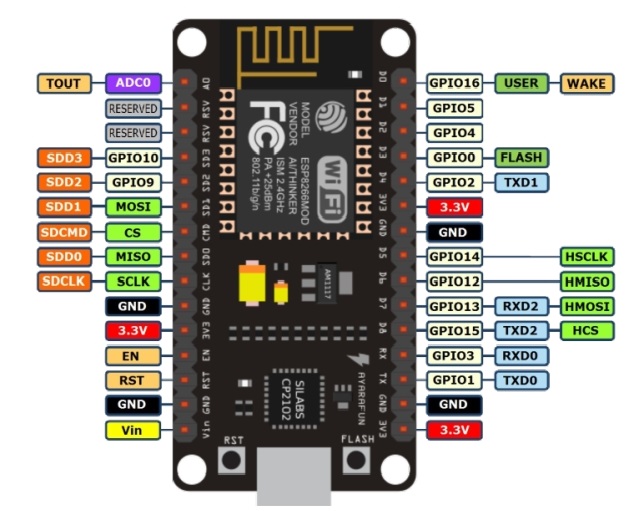 TOUT ADC0 A0 D0 GPIO16 USER WAKE
RESERVED RSV D1 GPIO5
RESERVED RSV D2 GPIO4
SDD3 GPIO10 SD3 D3 GPIO0 FLASH
SDD2 GPIO9 SD2 D4 GPIO2 TXD1
SDD1 MOSI SD1 3V3 3.3V
SDCMD CS CMD GND GND
SDD0 MISO SD0 D5 GPIO14 HSCLK
SDCLK SCLK CLK D6 GPIO12 HMISO
GND GND D7 GPIO13 RXD2 HMOSI
3.3V 3V3 D8 GPIO15 TXD2 HCS
EN EN RX GPIO3 RXD0
RST RST TX GPIO1 TXD0
GND GND GND GND
Vin Vin 3V3 3.3V
MODEL ESP8266MOD
VENDOR AI/THINKER
ISM 2.4GHz
PA +25dBm
802.11b/g/n
FC
Wi Fi
AM1117
SILABS
CP2102
AYARAFUN
RST FLASH